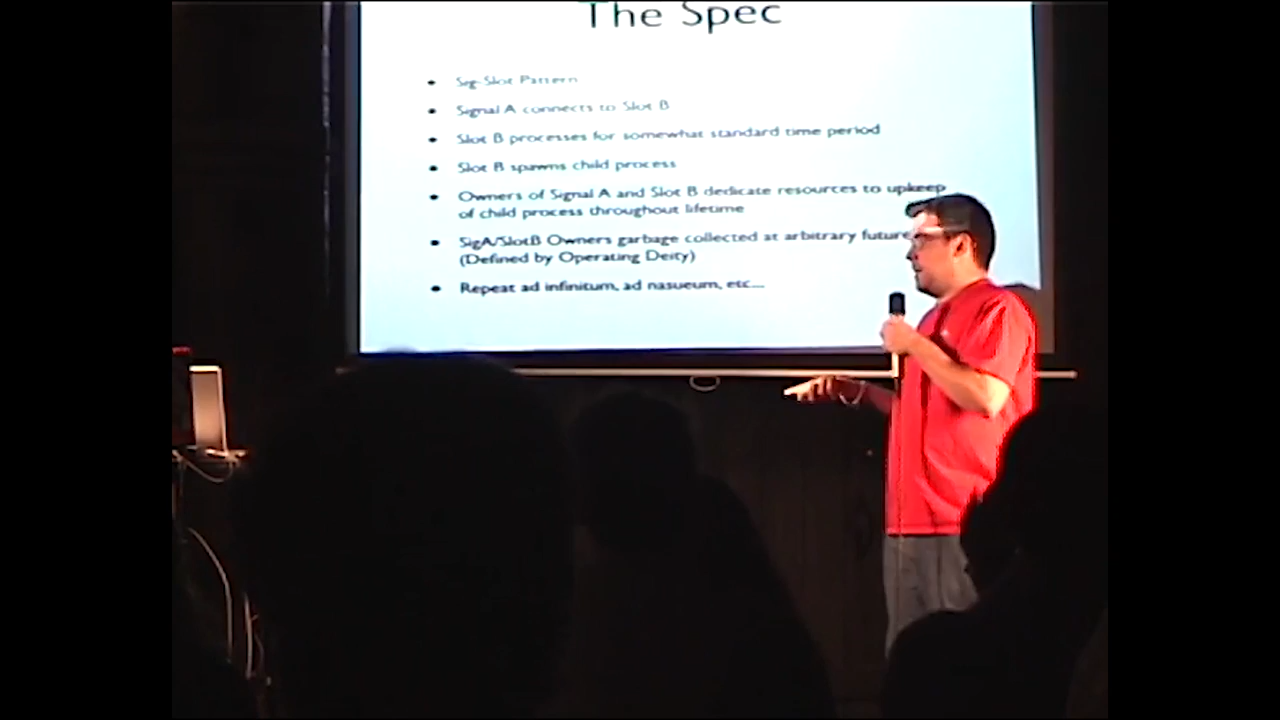 The Spec
• Sig-Slot Pattern
• Signal A connects to Slot B
• Slot B processes for somewhat standard time period
• Slot B spawns child process
• Owners of Signal A and Slot B dedicate resources to upkeep
of child process throughout lifetime
• SigA/SlotB Owners garbage collected at arbitrary future
(Defined by Operating Deity)
• Repeat ad infinitum, ad nasueum, etc...